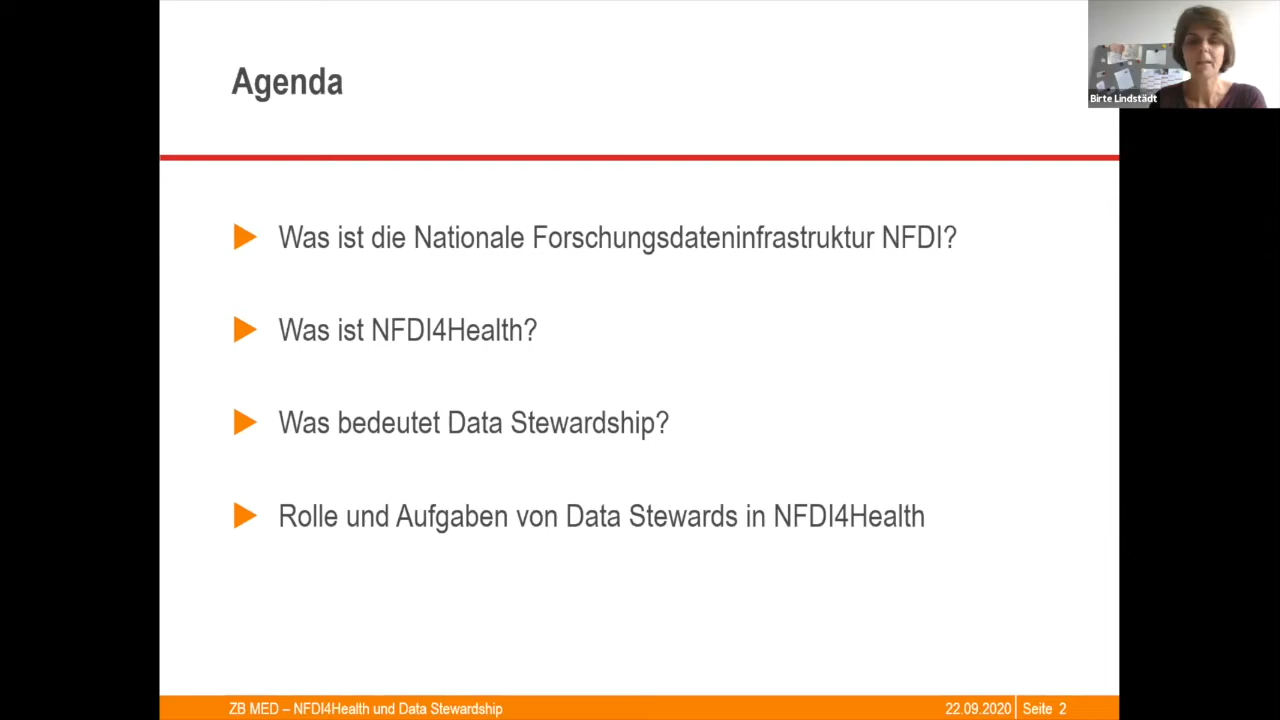 Agenda
Birte Lindstädt
Was ist die Nationale Forschungsdateninfrastruktur NFDI?
Was ist NFDI4Health?
Was bedeutet Data Stewardship?
Rolle und Aufgaben von Data Stewards in NFDI4Health
ZB MED – NFDI4Health und Data Stewardship
22.09.2020 Seite 2